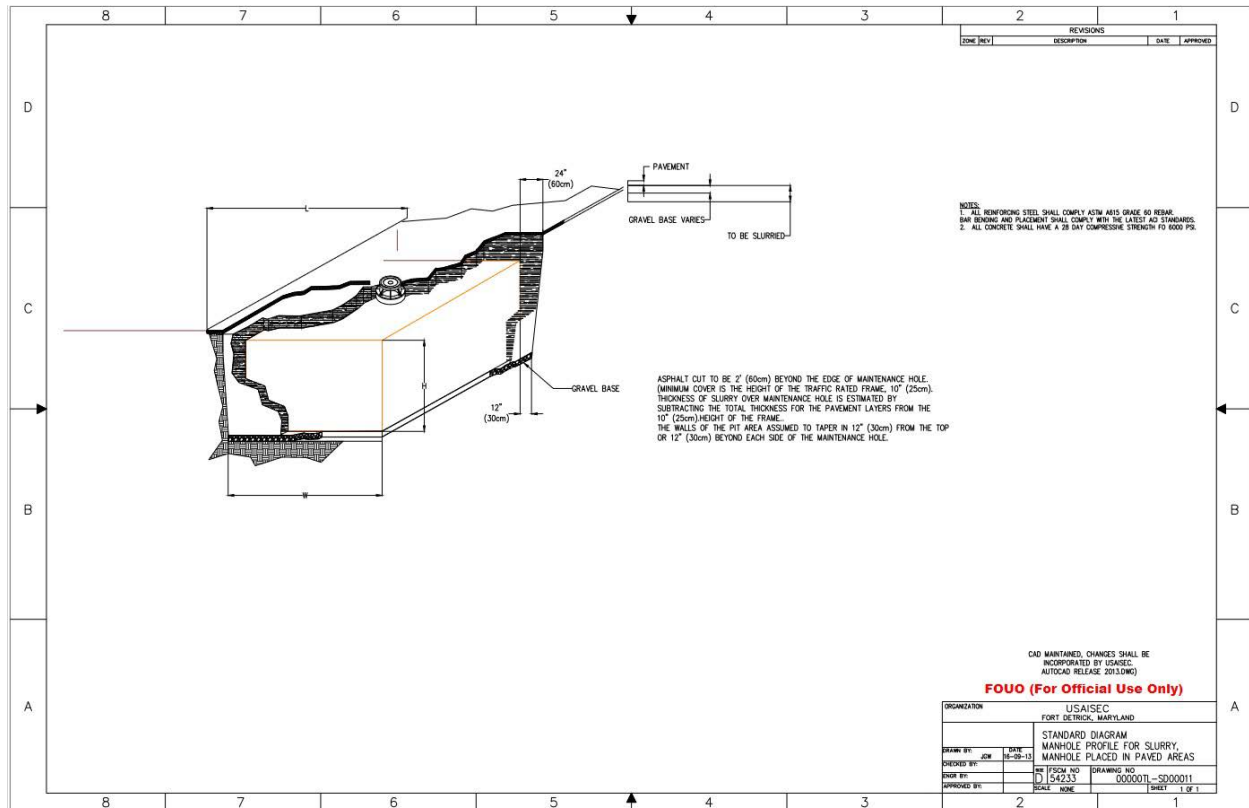 8 7 6 5 4 3 2 1
REVISIONS
ZONE REV DESCRIPTION DATE APPROVED
D D
24"
(60cm)
PAVEMENT
L
GRAVEL BASE VARIES
TO BE SLURRIED
NOTES:
1. ALL REINFORCING STEEL SHALL COMPLY ASTM A615 GRADE 60 REBAR.
BAR BENDING AND PLACEMENT SHALL COMPLY WITH THE LATEST ACI STANDARDS.
2. ALL CONCRETE SHALL HAVE A 28 DAY COMPRESSIVE STRENGTH FO 6000 PSI.
C C
H
GRAVEL BASE
12"
(30cm)
W
ASPHALT CUT TO BE 2' (60cm) BEYOND THE EDGE OF MAINTENANCE HOLE.
(MINIMUM COVER IS THE HEIGHT OF THE TRAFFIC RATED FRAME, 10" (25cm).
THICKNESS OF SLURRY OVER MAINTENANCE HOLE IS ESTIMATED BY
SUBTRACTING THE TOTAL THICKNESS FOR THE PAVEMENT LAYERS FROM THE
10" (25cm).HEIGHT OF THE FRAME..
THE WALLS OF THE PIT AREA ASSUMED TO TAPER IN 12" (30cm) FROM THE TOP
OR 12" (30cm) BEYOND EACH SIDE OF THE MAINTENANCE HOLE.
B B
CAD MAINTAINED, CHANGES SHALL BE
INCORPORATED BY USAISEC.
AUTOCAD RELEASE 2013.DWG)
FOUO (For Official Use Only)
A A
ORGANIZATION
USAISEC
FORT DETRICK, MARYLAND
STANDARD DIAGRAM
MANHOLE PROFILE FOR SLURRY,
MANHOLE PLACED IN PAVED AREAS
DRAWN BY: JCW DATE 16-09-13
CHECKED BY:
ENGR BY:
APPROVED BY:
SIZE D FSCM NO 54233 DRAWING NO 00000TL-SD00011
SCALE NONE SHEET 1 OF 1
8 7 6 5 4 3 2 1